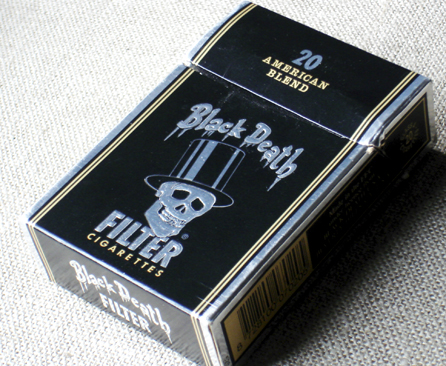 20
AMERICAN
BLEND
Black Death
FILTER®
CIGARETTES
Black Death
FILTER